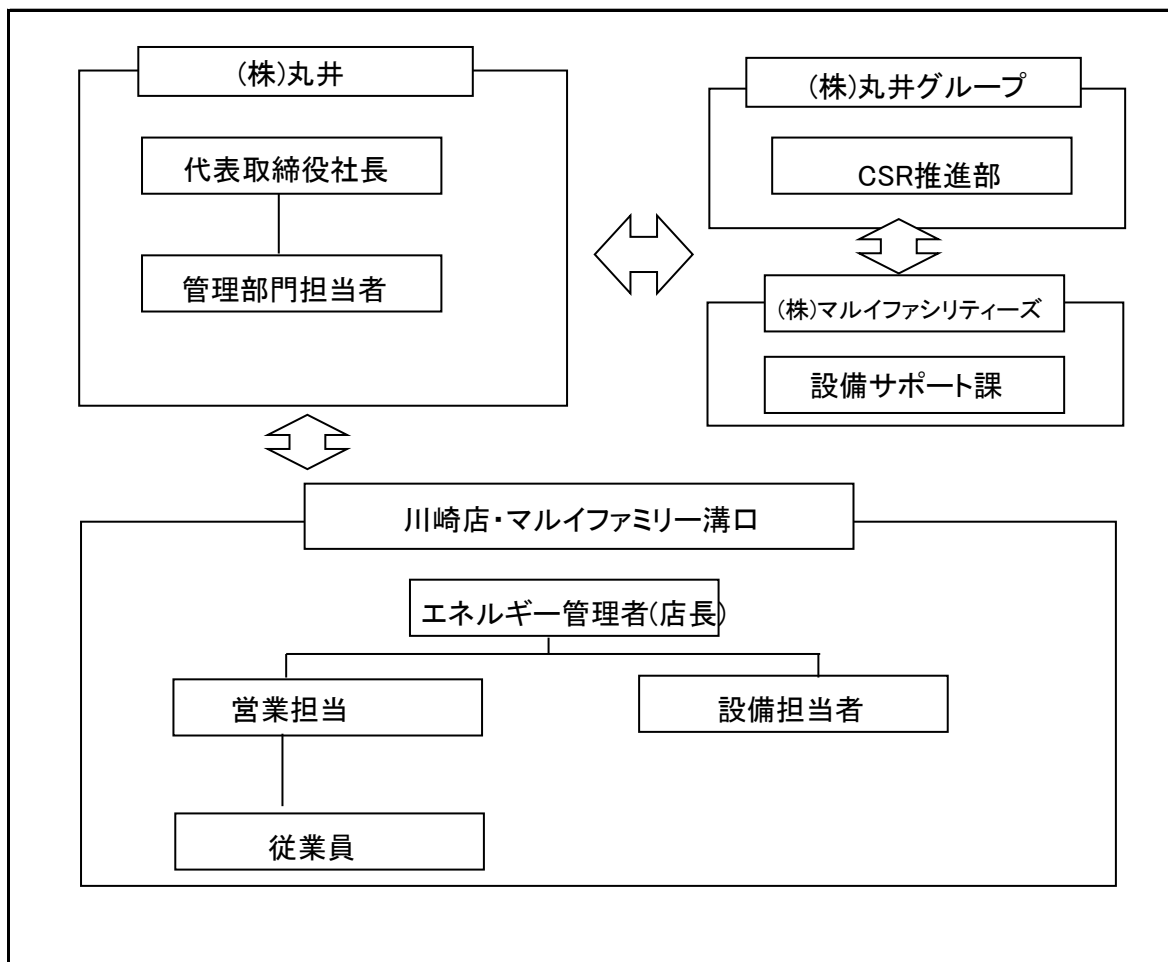 (株)丸井
代表取締役社長
管理部門担当者
(株)丸井グループ
CSR推進部
(株)マルイファシリティーズ
設備サポート課
川崎店・マルイファミリー溝口
エネルギー管理者(店長)
営業担当
設備担当者
従業員